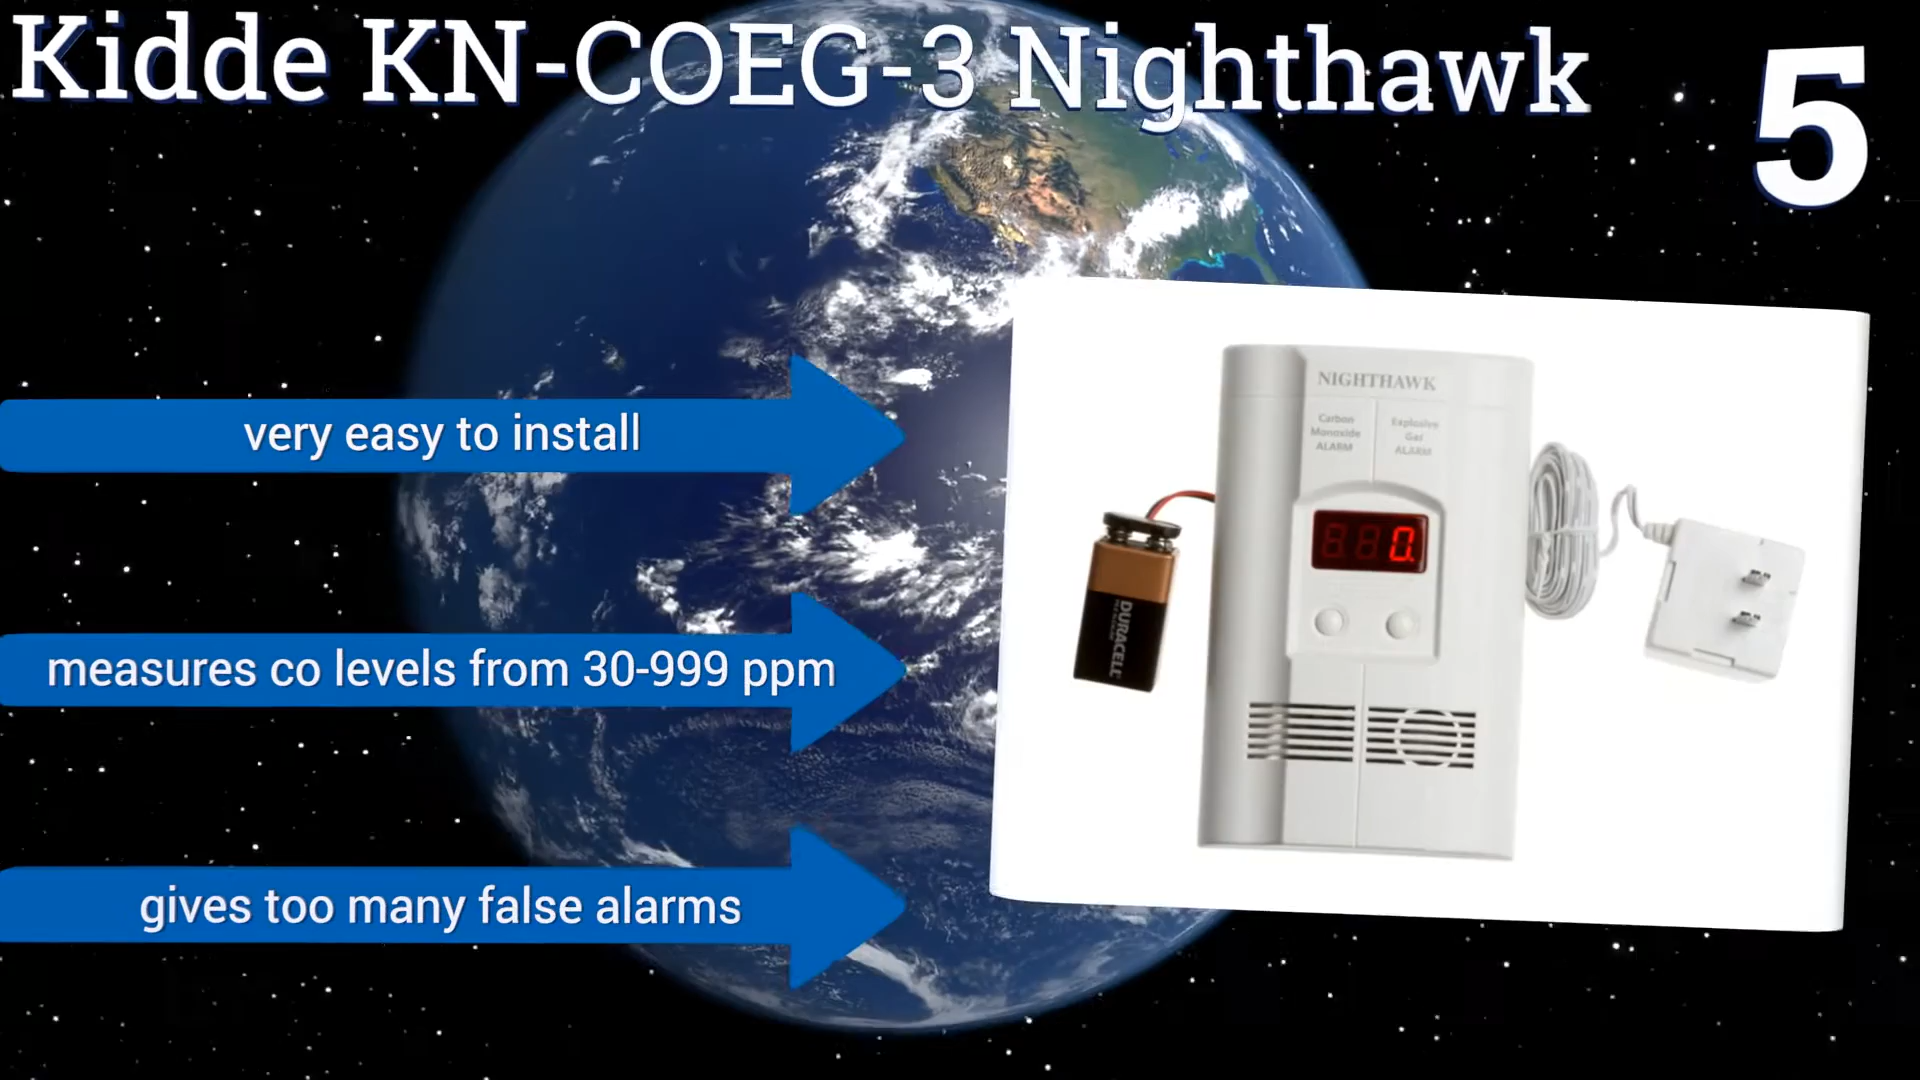 Kidde KN-COEG-3 Nighthawk
5
very easy to install
measures co levels from 30-999 ppm
gives too many false alarms
NIGHTHAWK
Carbon
Monoxide
ALARM
Explosive
Gas
ALARM
0.
DURACELL